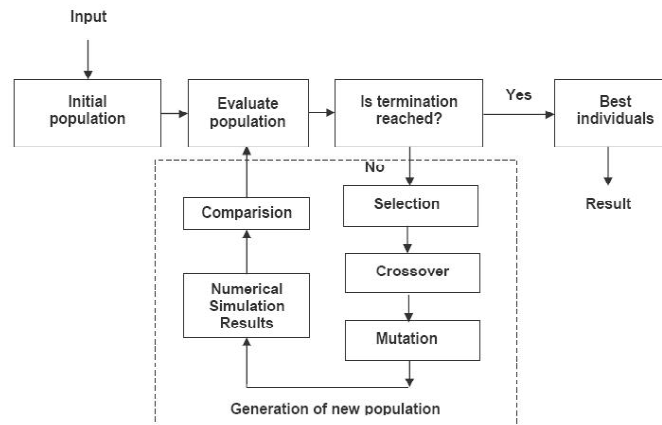 Input
Initial
population
Evaluate
population
Is termination
reached?
Yes
Best
individuals
No
Result
Comparision
Selection
Numerical
Simulation
Results
Crossover
Mutation
Generation of new population